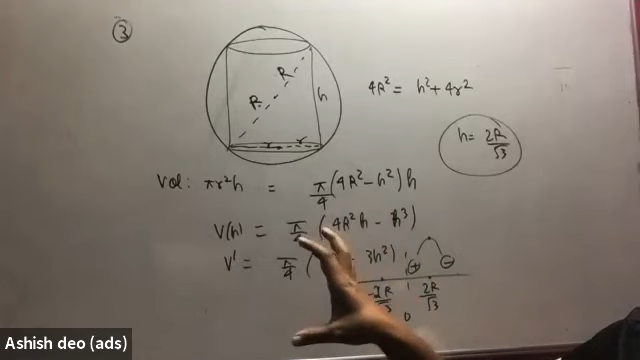 ③
R
R
h
r
r
4R² = h² + 4r²
h = 2R/√3
Vol: πr²h = π/4 (4R² - h²) h
V(h) = π/4 (4R²h - h³)
V' = π/4 ( - 3h²)
+ -
-2R/√3 2R/√3
0
Ashish deo (ads)